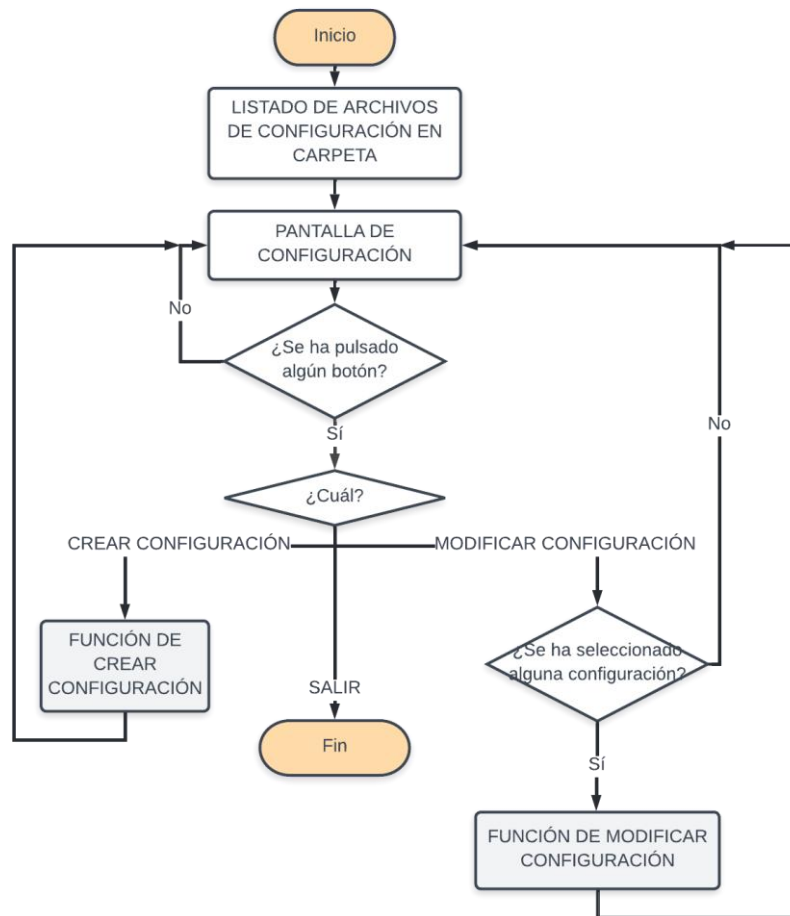 Inicio
LISTADO DE ARCHIVOS
DE CONFIGURACIÓN EN
CARPETA
PANTALLA DE
CONFIGURACIÓN
No
¿Se ha pulsado
algún botón?
No
Sí
¿Cuál?
CREAR CONFIGURACIÓN
MODIFICAR CONFIGURACIÓN
FUNCIÓN DE
CREAR
CONFIGURACIÓN
¿Se ha seleccionado
alguna configuración?
SALIR
Fin
Sí
FUNCIÓN DE MODIFICAR
CONFIGURACIÓN